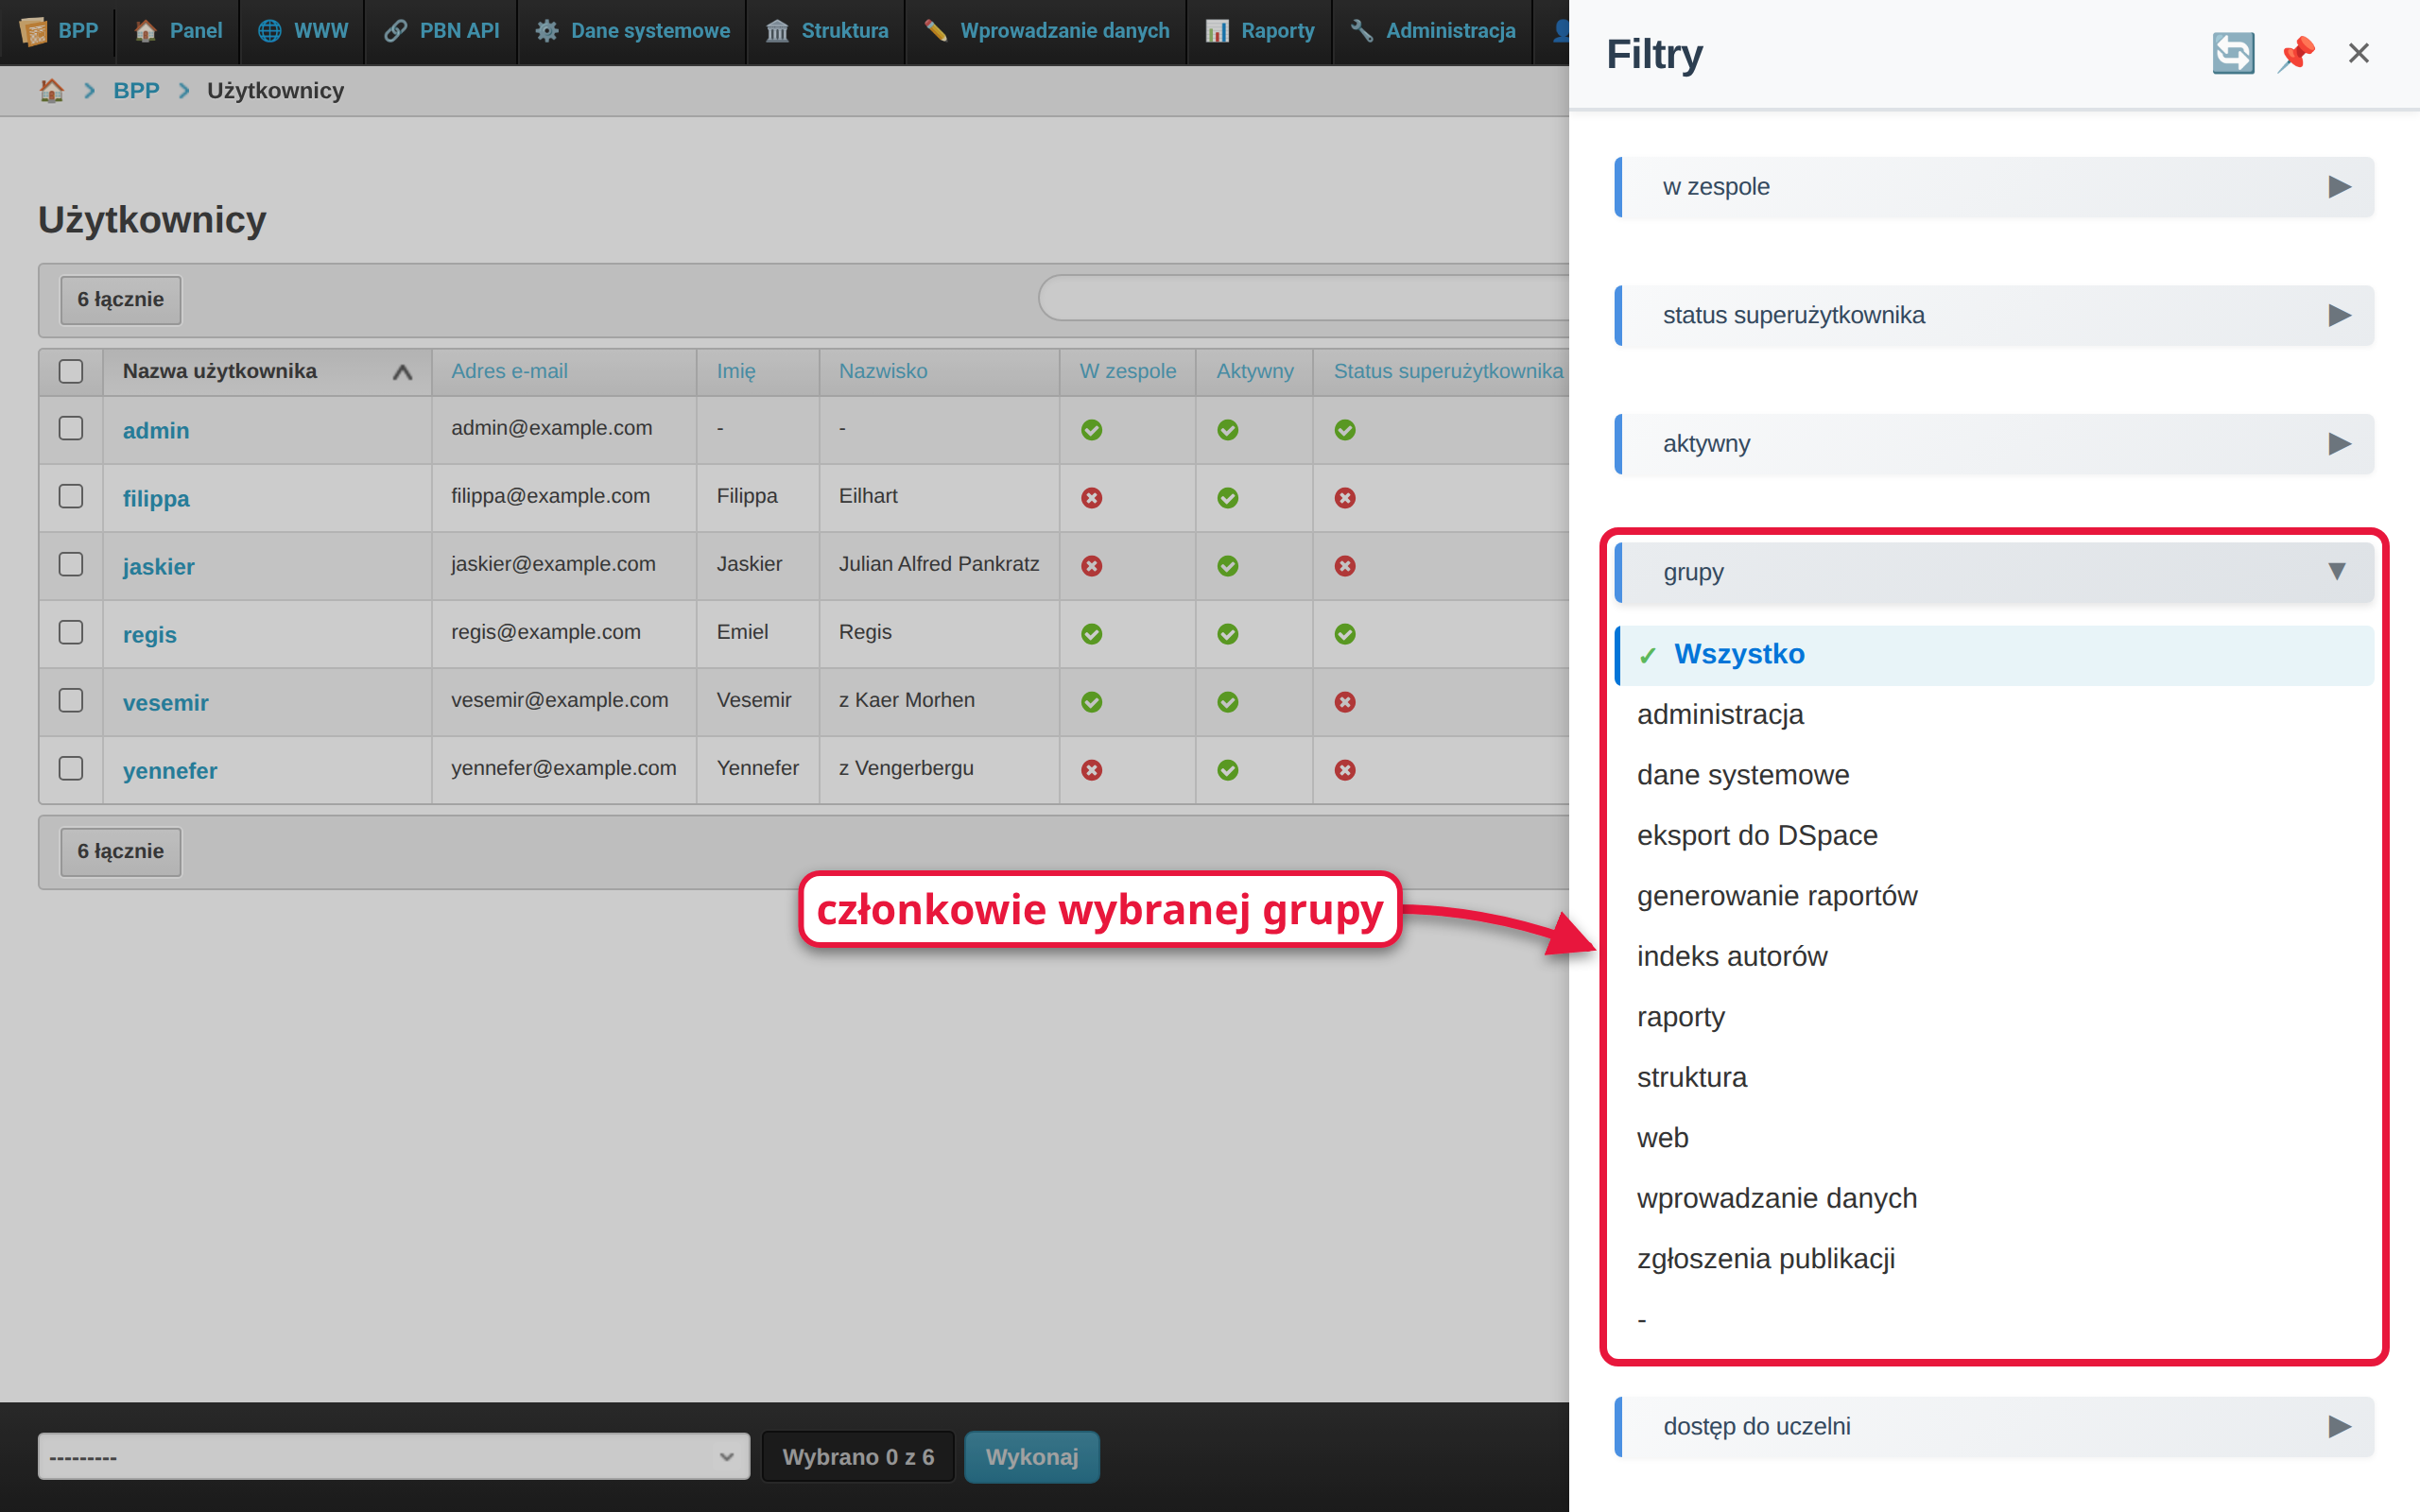 BPP Panel WWW PBN API Dane systemowe Struktura Wprowadzanie danych Raporty Administracja
BPP Użytkownicy
Użytkownicy
6 łącznie
Nazwa użytkownika Adres e-mail Imię Nazwisko W zespole Aktywny Status superużytkownika
admin admin@example.com - -
filippa filippa@example.com Filippa Eilhart
jaskier jaskier@example.com Jaskier Julian Alfred Pankratz
regis regis@example.com Emiel Regis
vesemir vesemir@example.com Vesemir z Kaer Morhen
yennefer yennefer@example.com Yennefer z Vengerbergu
6 łącznie
członkowie wybranej grupy
--------- Wybrano 0 z 6 Wykonaj
Filtry
w zespole
status superużytkownika
aktywny
grupy
✓ Wszystko
administracja
dane systemowe
eksport do DSpace
generowanie raportów
indeks autorów
raporty
struktura
web
wprowadzanie danych
zgłoszenia publikacji
-
dostęp do uczelni